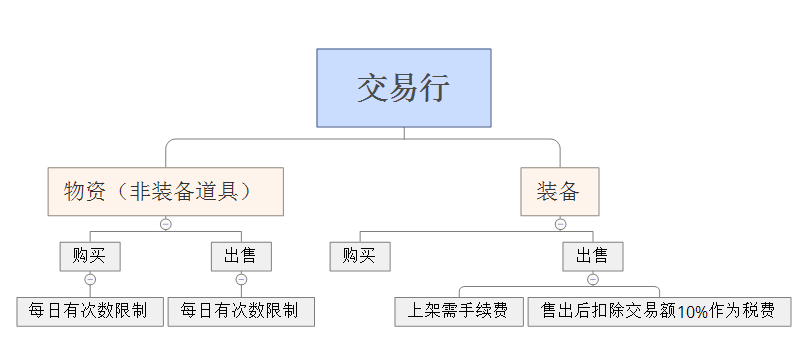 交易行
物资（非装备道具）
装备
购买
出售
购买
出售
每日有次数限制
每日有次数限制
上架需手续费
售出后扣除交易额10%作为税费